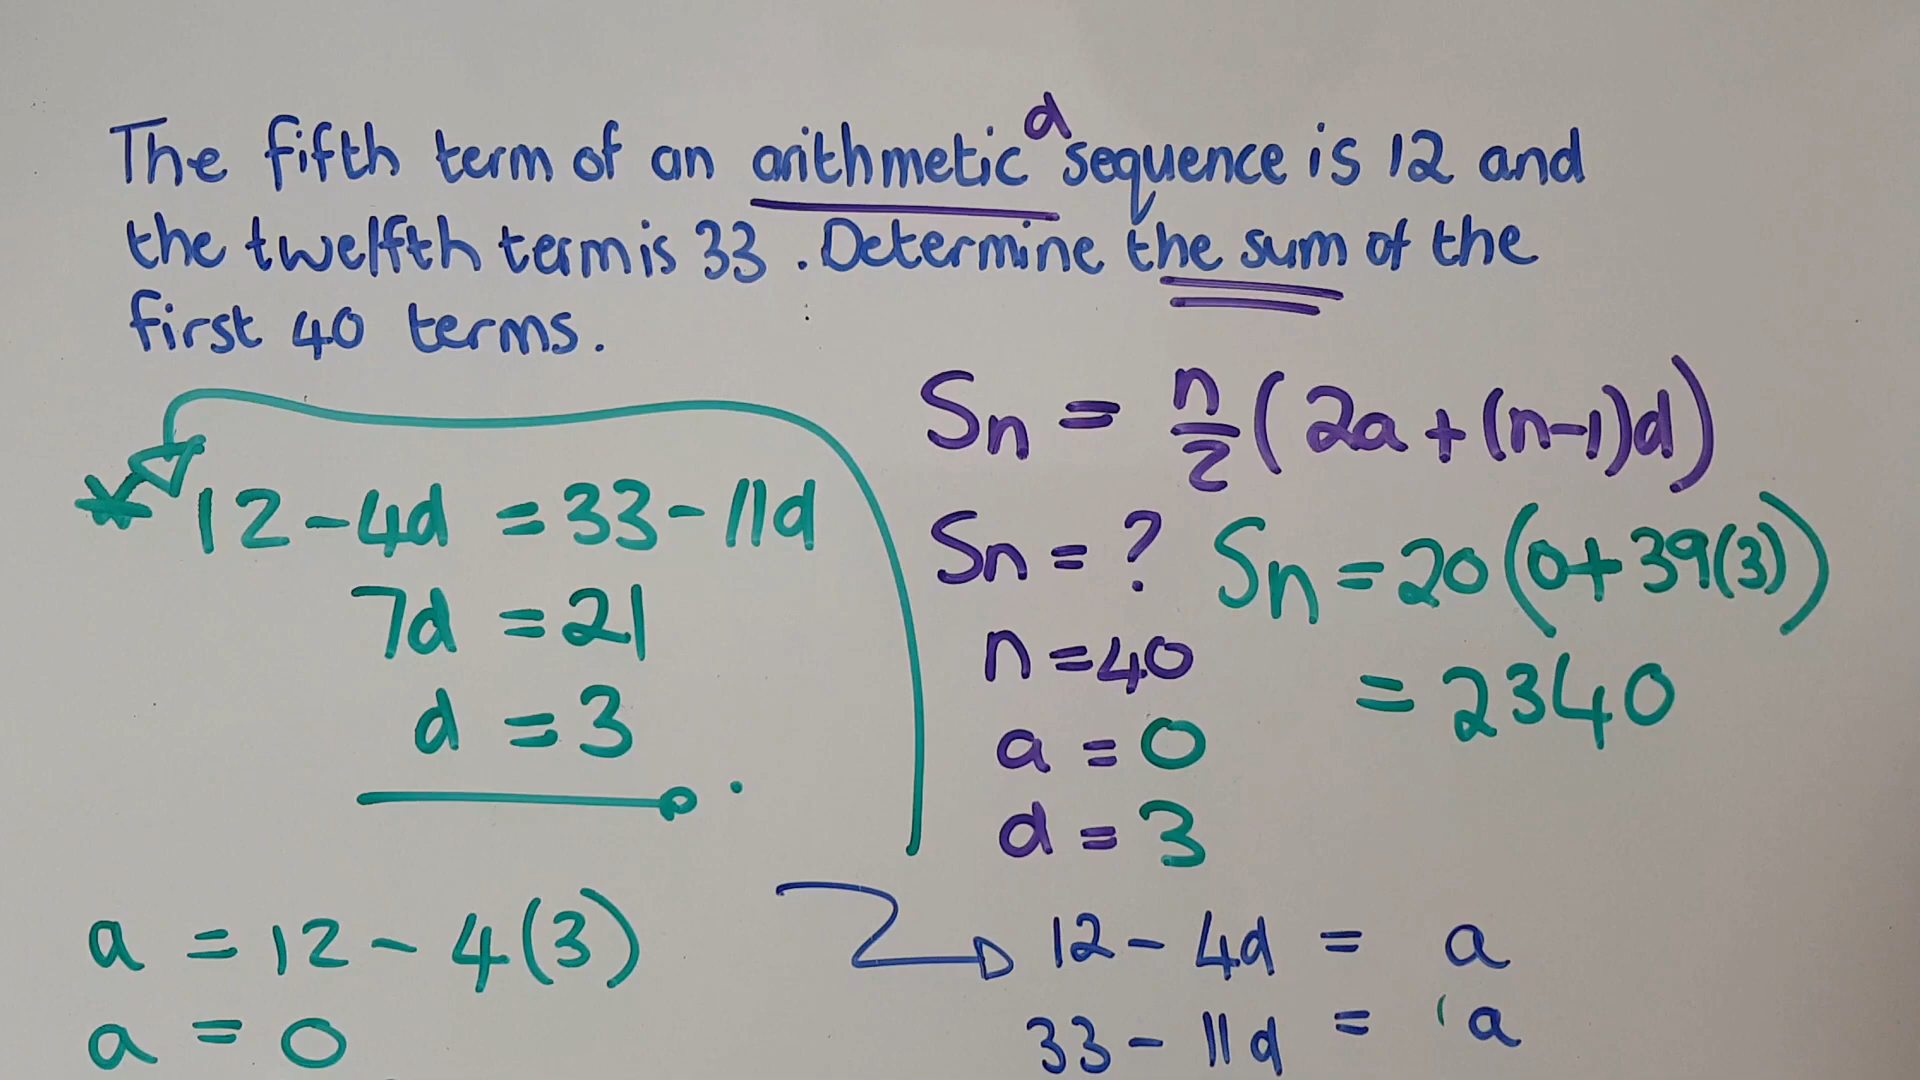 The fifth term of an arithmetic d sequence is 12 and
the twelfth term is 33. Determine the sum of the
first 40 terms.
Sn = n/2 (2a + (n-1)d)
* 12 - 4d = 33 - 11d
7d = 21
d = 3
Sn = ?
n = 40
a = 0
d = 3
Sn = 20(0 + 39(3))
= 2340
a = 12 - 4(3)
a = 0
12 - 4d = a
33 - 11d = a